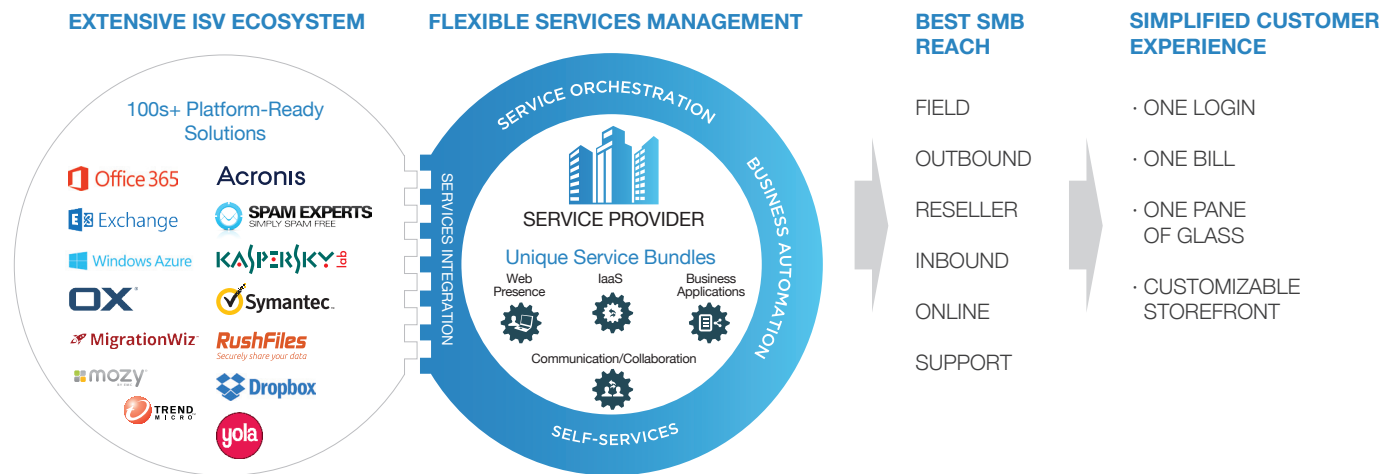 EXTENSIVE ISV ECOSYSTEM
100s+ Platform-Ready
Solutions
Office 365
Acronis
Exchange
SPAM EXPERTS
SIMPLY SPAM FREE
Windows Azure
KASPERSKY lab
OX
Symantec.
MigrationWiz
RushFiles
Securely share your data
mozy
BY EMC
Dropbox
TREND
MICRO
yola
FLEXIBLE SERVICES MANAGEMENT
SERVICE ORCHESTRATION
BUSINESS AUTOMATION
SERVICES INTEGRATION
SELF-SERVICES
SERVICE PROVIDER
Unique Service Bundles
Web
Presence
IaaS
Business
Applications
Communication/Collaboration
BEST SMB
REACH
FIELD
OUTBOUND
RESELLER
INBOUND
ONLINE
SUPPORT
SIMPLIFIED CUSTOMER
EXPERIENCE
· ONE LOGIN
· ONE BILL
· ONE PANE
OF GLASS
· CUSTOMIZABLE
STOREFRONT